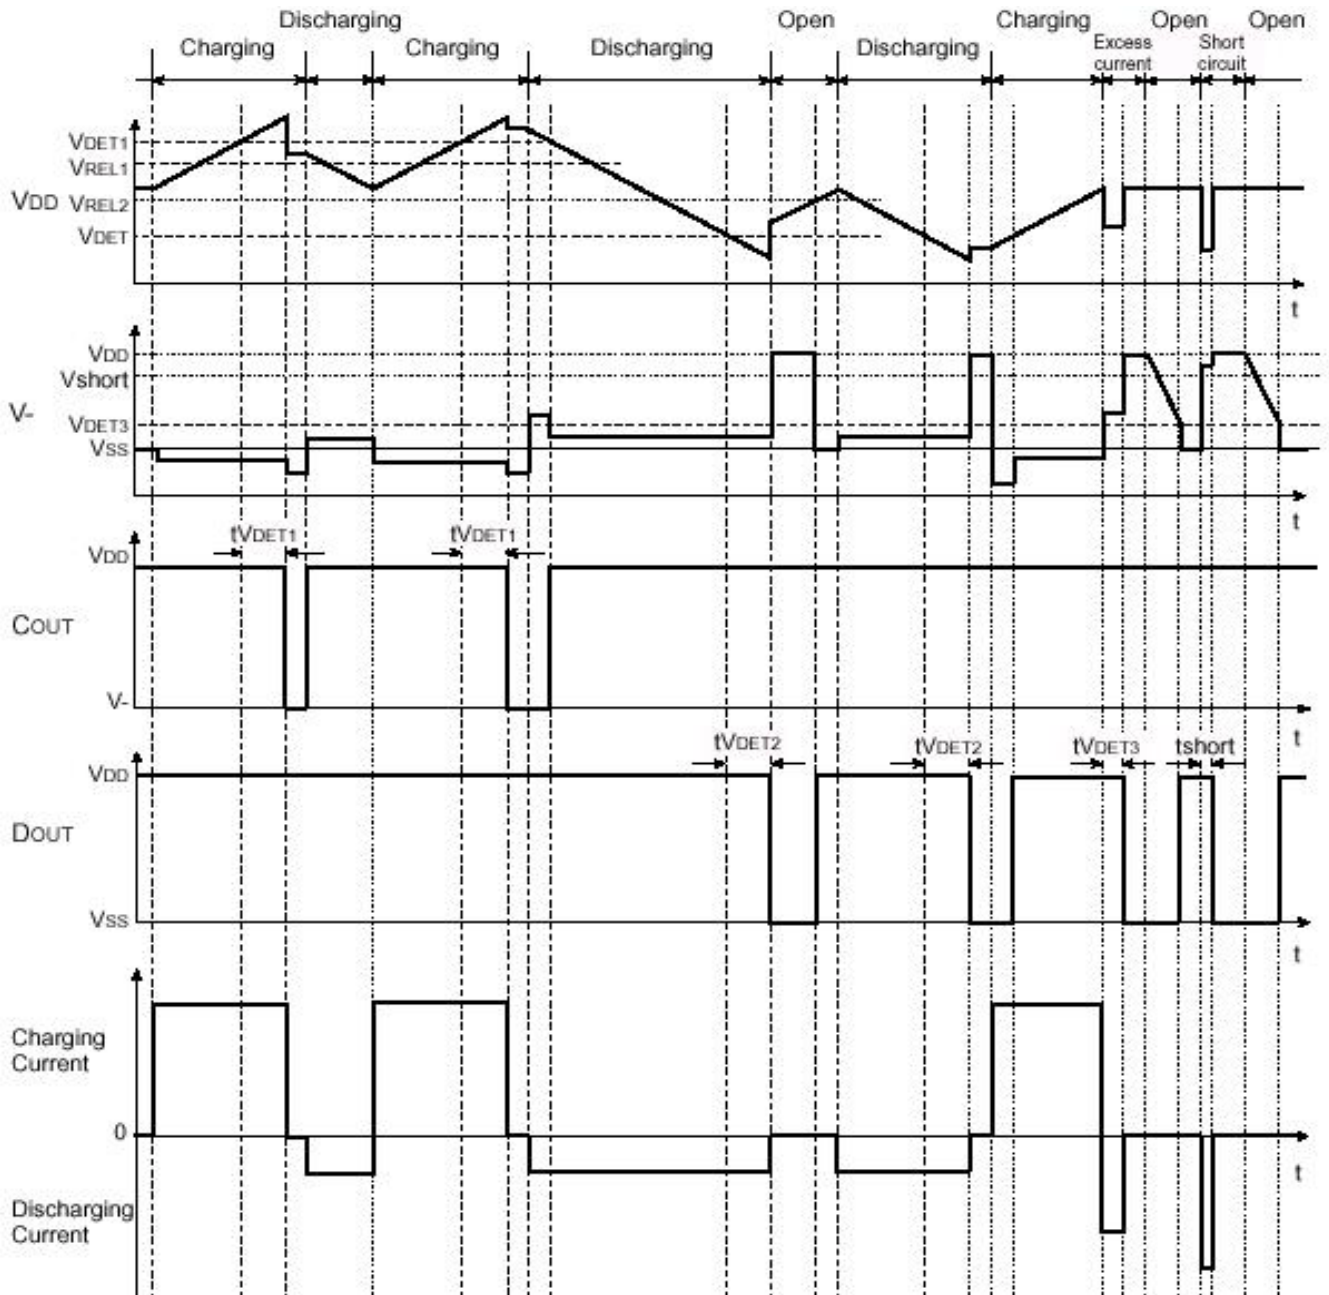 Discharging Open Charging Open Open
Charging Charging Discharging Discharging Excess current Short circuit
VDET1
VREL1
VDD VREL2
VDET
t
VDD
Vshort
V-
VDET3
VSS
t
tVDET1 tVDET1
VDD
COUT
V-
t
tVDET2 tVDET2 tVDET3 tshort
VDD
DOUT
VSS
t
Charging
Current
0
t
Discharging
Current